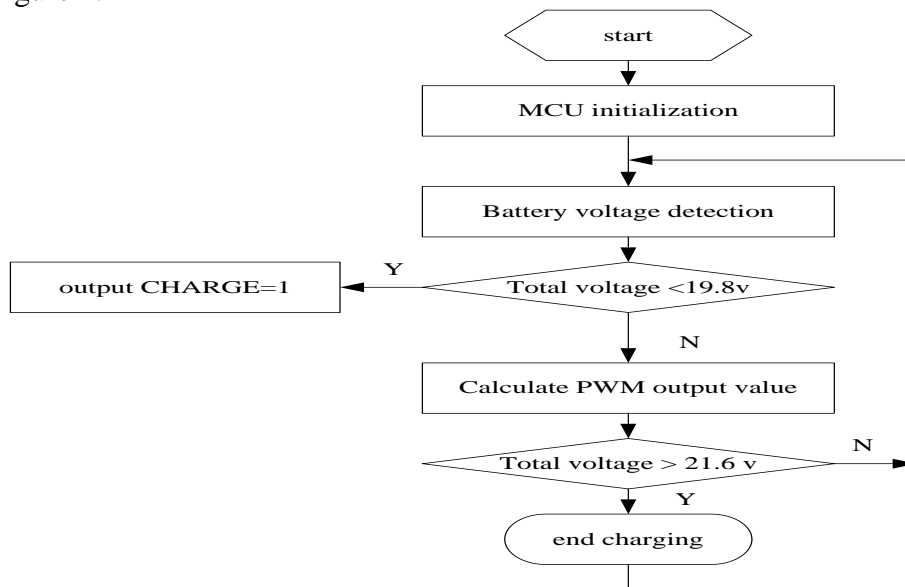 start
MCU initialization
Battery voltage detection
Y
output CHARGE=1
Total voltage <19.8v
N
Calculate PWM output value
N
Total voltage > 21.6 v
Y
end charging